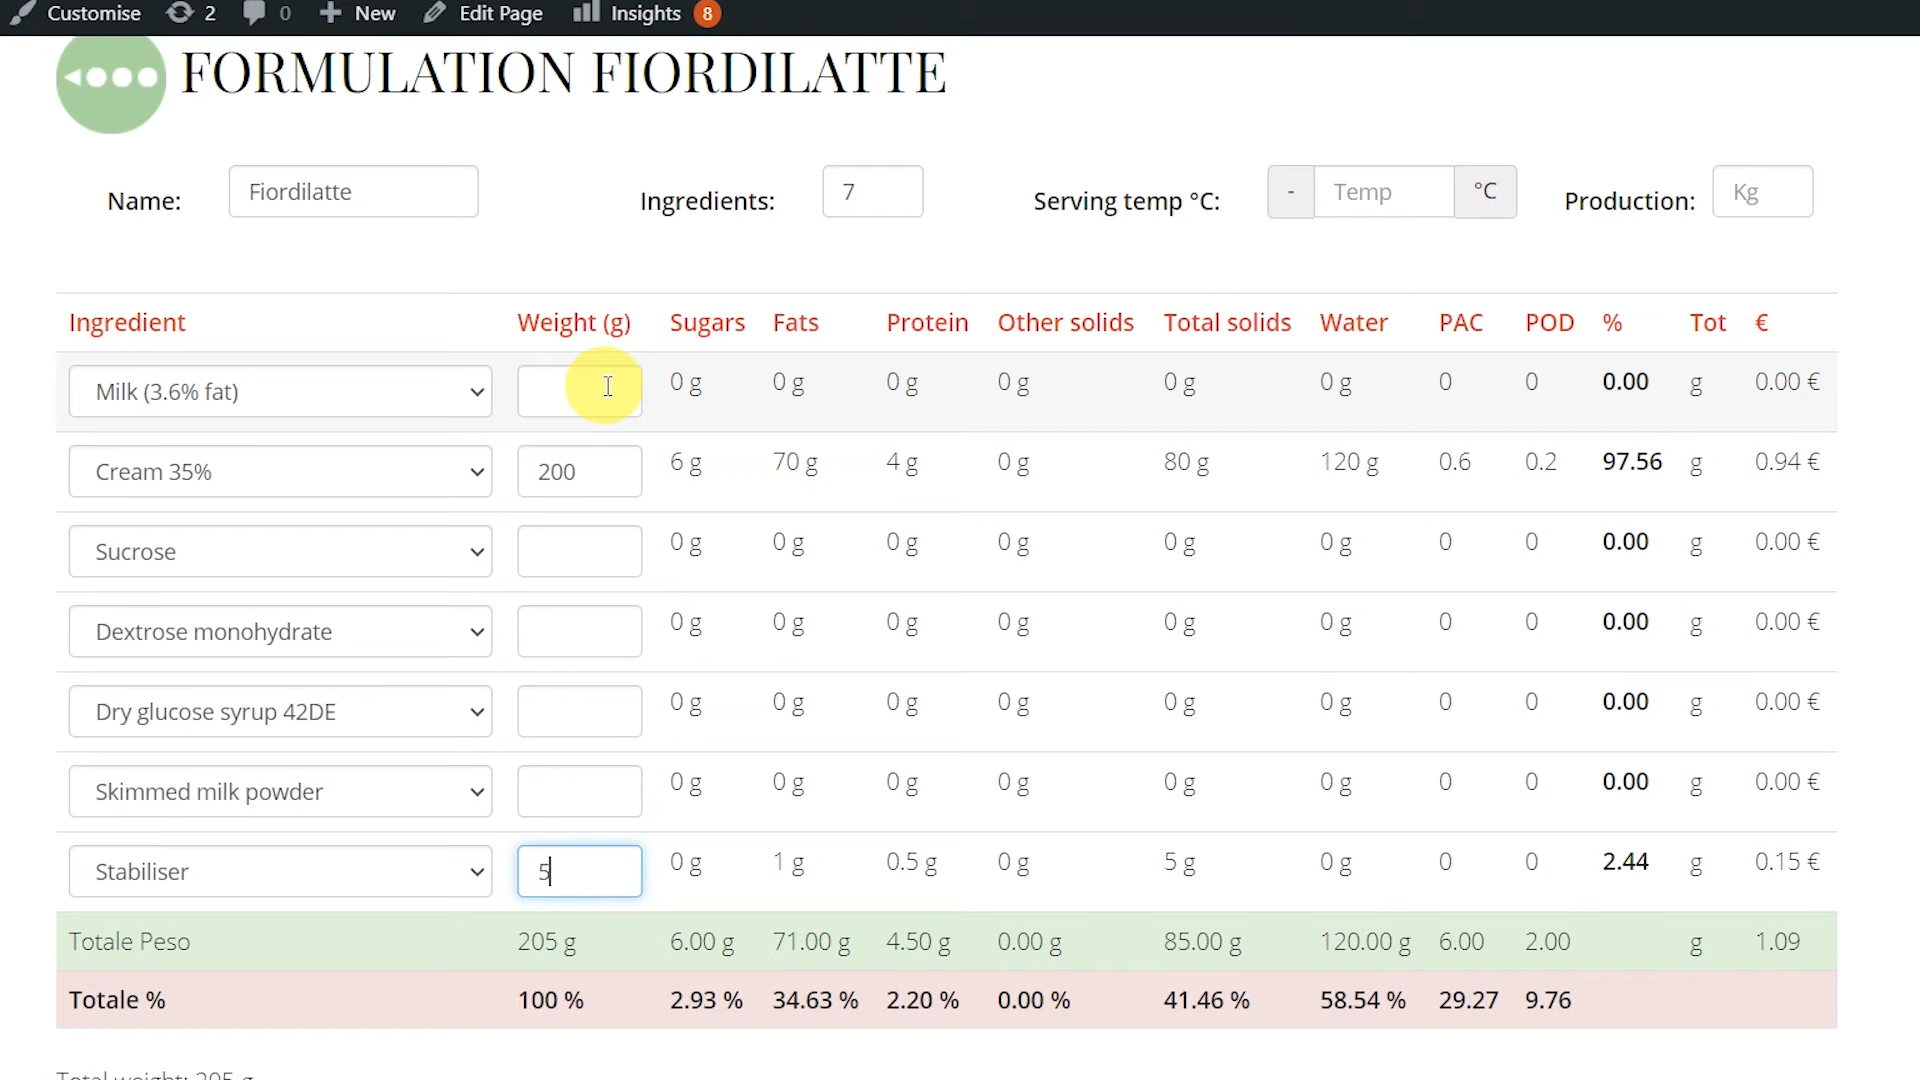 Customise 2 0 New Edit Page Insights 8
FORMULATION FIORDILATTE
Name: Fiordilatte Ingredients: 7 Serving temp °C: - Temp °C Production: Kg
Ingredient Weight (g) Sugars Fats Protein Other solids Total solids Water PAC POD % Tot €
Milk (3.6% fat) 0 g 0 g 0 g 0 g 0 g 0 g 0 0 0.00 g 0.00 €
Cream 35% 200 6 g 70 g 4 g 0 g 80 g 120 g 0.6 0.2 97.56 g 0.94 €
Sucrose 0 g 0 g 0 g 0 g 0 g 0 g 0 0 0.00 g 0.00 €
Dextrose monohydrate 0 g 0 g 0 g 0 g 0 g 0 g 0 0 0.00 g 0.00 €
Dry glucose syrup 42DE 0 g 0 g 0 g 0 g 0 g 0 g 0 0 0.00 g 0.00 €
Skimmed milk powder 0 g 0 g 0 g 0 g 0 g 0 g 0 0 0.00 g 0.00 €
Stabiliser 5 0 g 1 g 0.5 g 0 g 5 g 0 g 0 0 2.44 g 0.15 €
Totale Peso 205 g 6.00 g 71.00 g 4.50 g 0.00 g 85.00 g 120.00 g 6.00 2.00 g 1.09
Totale % 100 % 2.93 % 34.63 % 2.20 % 0.00 % 41.46 % 58.54 % 29.27 9.76
Total weight: 205 g